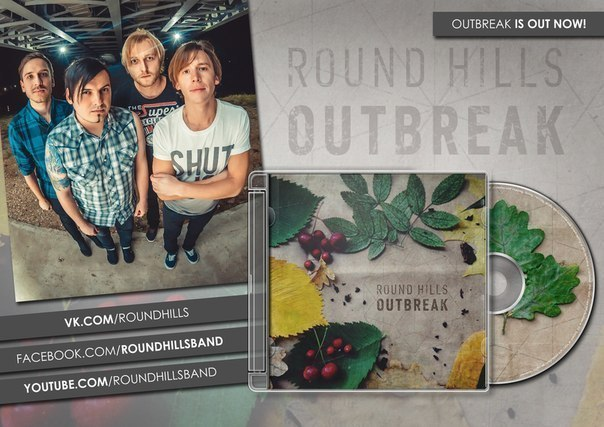 OUTBREAK IS OUT NOW!
ROUND HILLS
OUTBREAK
SHUT
ROUND HILLS
OUTBREAK
VK.COM/ROUNDHILLS
FACEBOOK.COM/ROUNDHILLSBAND
YOUTUBE.COM/ROUNDHILLSBAND